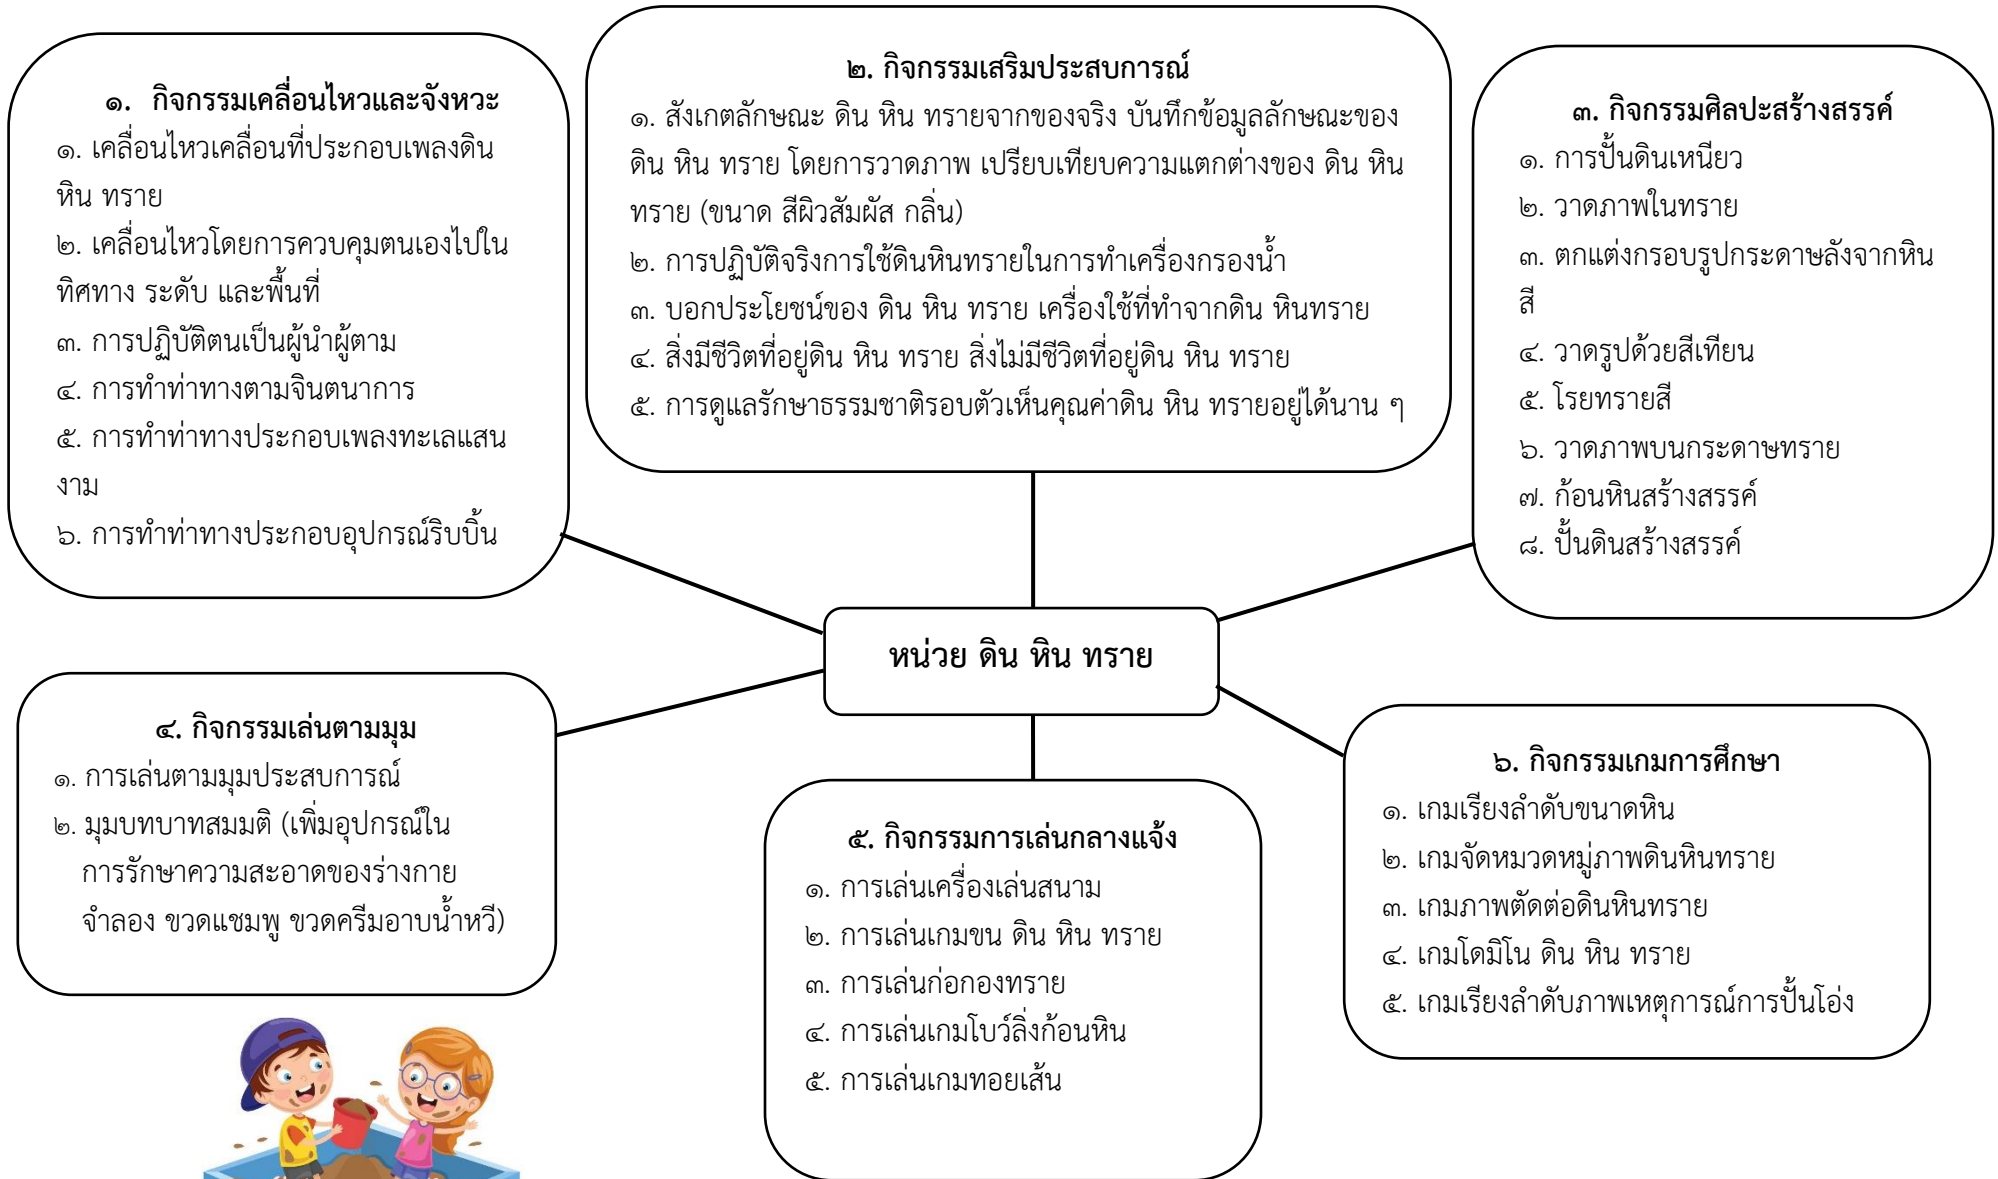 ๑. กิจกรรมเคลื่อนไหวและจังหวะ
๑. เคลื่อนไหวเคลื่อนที่ประกอบเพลงดิน
หิน ทราย
๒. เคลื่อนไหวโดยการควบคุมตนเองไปใน
ทิศทาง ระดับ และพื้นที่
๓. การปฏิบัติตนเป็นผู้นำผู้ตาม
๔. การทำท่าทางตามจินตนาการ
๕. การทำท่าทางประกอบเพลงทะเลแสน
งาม
๖. การทำท่าทางประกอบอุปกรณ์ริบบิ้น
๒. กิจกรรมเสริมประสบการณ์
๑. สังเกตลักษณะ ดิน หิน ทรายจากของจริง บันทึกข้อมูลลักษณะของ
ดิน หิน ทราย โดยการวาดภาพ เปรียบเทียบความแตกต่างของ ดิน หิน
ทราย (ขนาด สีผิวสัมผัส กลิ่น)
๒. การปฏิบัติจริงการใช้ดินหินทรายในการทำเครื่องกรองน้ำ
๓. บอกประโยชน์ของ ดิน หิน ทราย เครื่องใช้ที่ทำจากดิน หินทราย
๔. สิ่งมีชีวิตที่อยู่ดิน หิน ทราย สิ่งไม่มีชีวิตที่อยู่ดิน หิน ทราย
๕. การดูแลรักษาธรรมชาติรอบตัวเห็นคุณค่าดิน หิน ทรายอยู่ได้นาน ๆ
๓. กิจกรรมศิลปะสร้างสรรค์
๑. การปั้นดินเหนียว
๒. วาดภาพในทราย
๓. ตกแต่งกรอบรูปกระดาษลังจากหิน
สี
๔. วาดรูปด้วยสีเทียน
๕. โรยทรายสี
๖. วาดภาพบนกระดาษทราย
๗. ก้อนหินสร้างสรรค์
๘. ปั้นดินสร้างสรรค์
หน่วย ดิน หิน ทราย
๔. กิจกรรมเล่นตามมุม
๑. การเล่นตามมุมประสบการณ์
๒. มุมบทบาทสมมติ (เพิ่มอุปกรณ์ใน
การรักษาความสะอาดของร่างกาย
จำลอง ขวดแชมพู ขวดครีมอาบน้ำหวี)
๕. กิจกรรมการเล่นกลางแจ้ง
๑. การเล่นเครื่องเล่นสนาม
๒. การเล่นเกมขน ดิน หิน ทราย
๓. การเล่นก่อกองทราย
๔. การเล่นเกมโบว์ลิ่งก้อนหิน
๕. การเล่นเกมทอยเส้น
๖. กิจกรรมเกมการศึกษา
๑. เกมเรียงลำดับขนาดหิน
๒. เกมจัดหมวดหมู่ภาพดินหินทราย
๓. เกมภาพตัดต่อดินหินทราย
๔. เกมโดมิโน ดิน หิน ทราย
๕. เกมเรียงลำดับภาพเหตุการณ์การปั้นโอ่ง